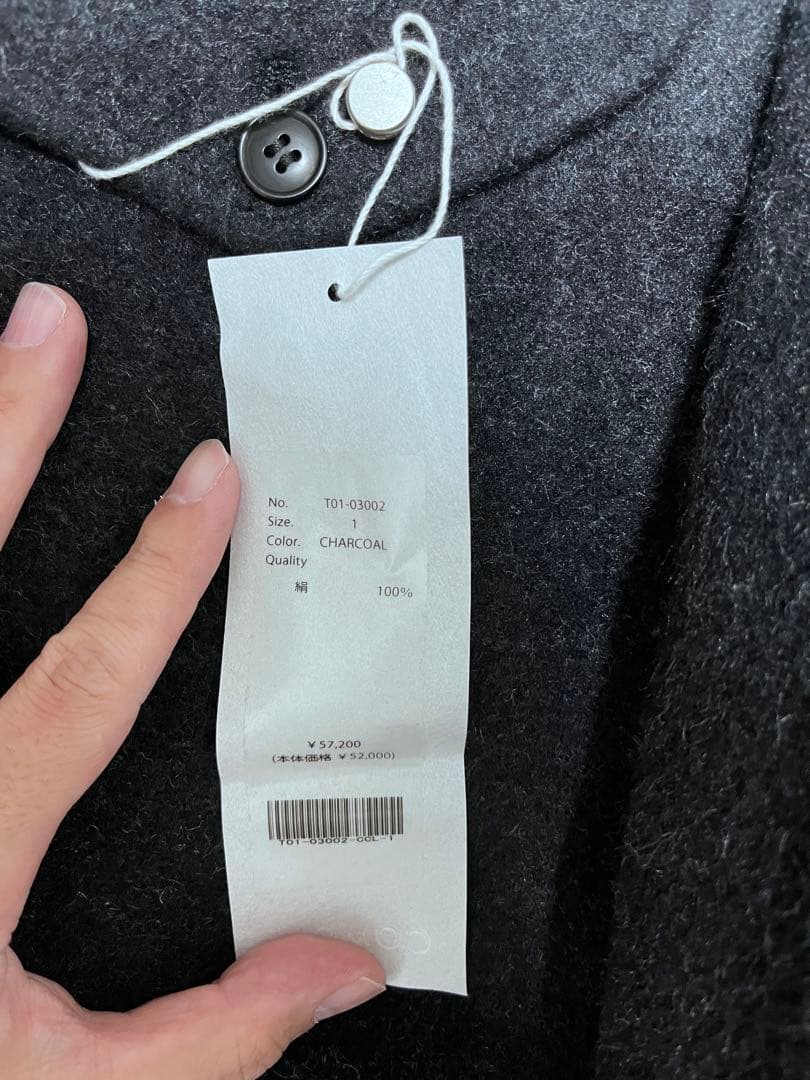 No. T01-03002
Size. 1
Color. CHARCOAL
Quality
絹 100%
￥57,200
(本体価格 ￥52,000)
T01-03002-CCL-1